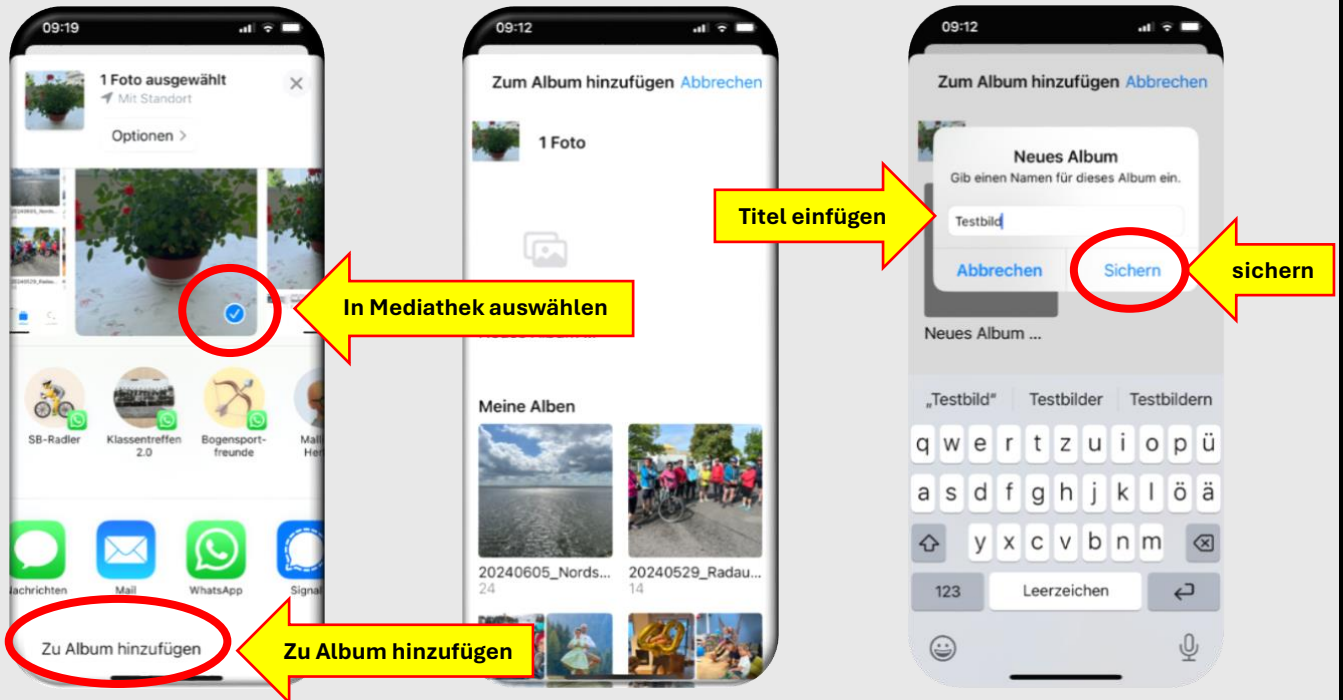 09:19
1 Foto ausgewählt
Mit Standort
Optionen >
SB-Radler
Klassentreffen
2.0
Bogensport-
freunde
Nachrichten
Mail
WhatsApp
Signal
Zu Album hinzufügen
In Mediathek auswählen
Zu Album hinzufügen
09:12
Zum Album hinzufügen Abbrechen
1 Foto
Meine Alben
20240605_Nords...
24
20240529_Radau...
14
09:12
Zum Album hinzufügen Abbrechen
Neues Album
Gib einen Namen für dieses Album ein.
Testbild
Abbrechen Sichern
Neues Album ...
Titel einfügen
sichern
„Testbild“ Testbilder Testbildern
q w e r t z u i o p ü
a s d f g h j k l ö ä
y x c v b n m
123 Leerzeichen